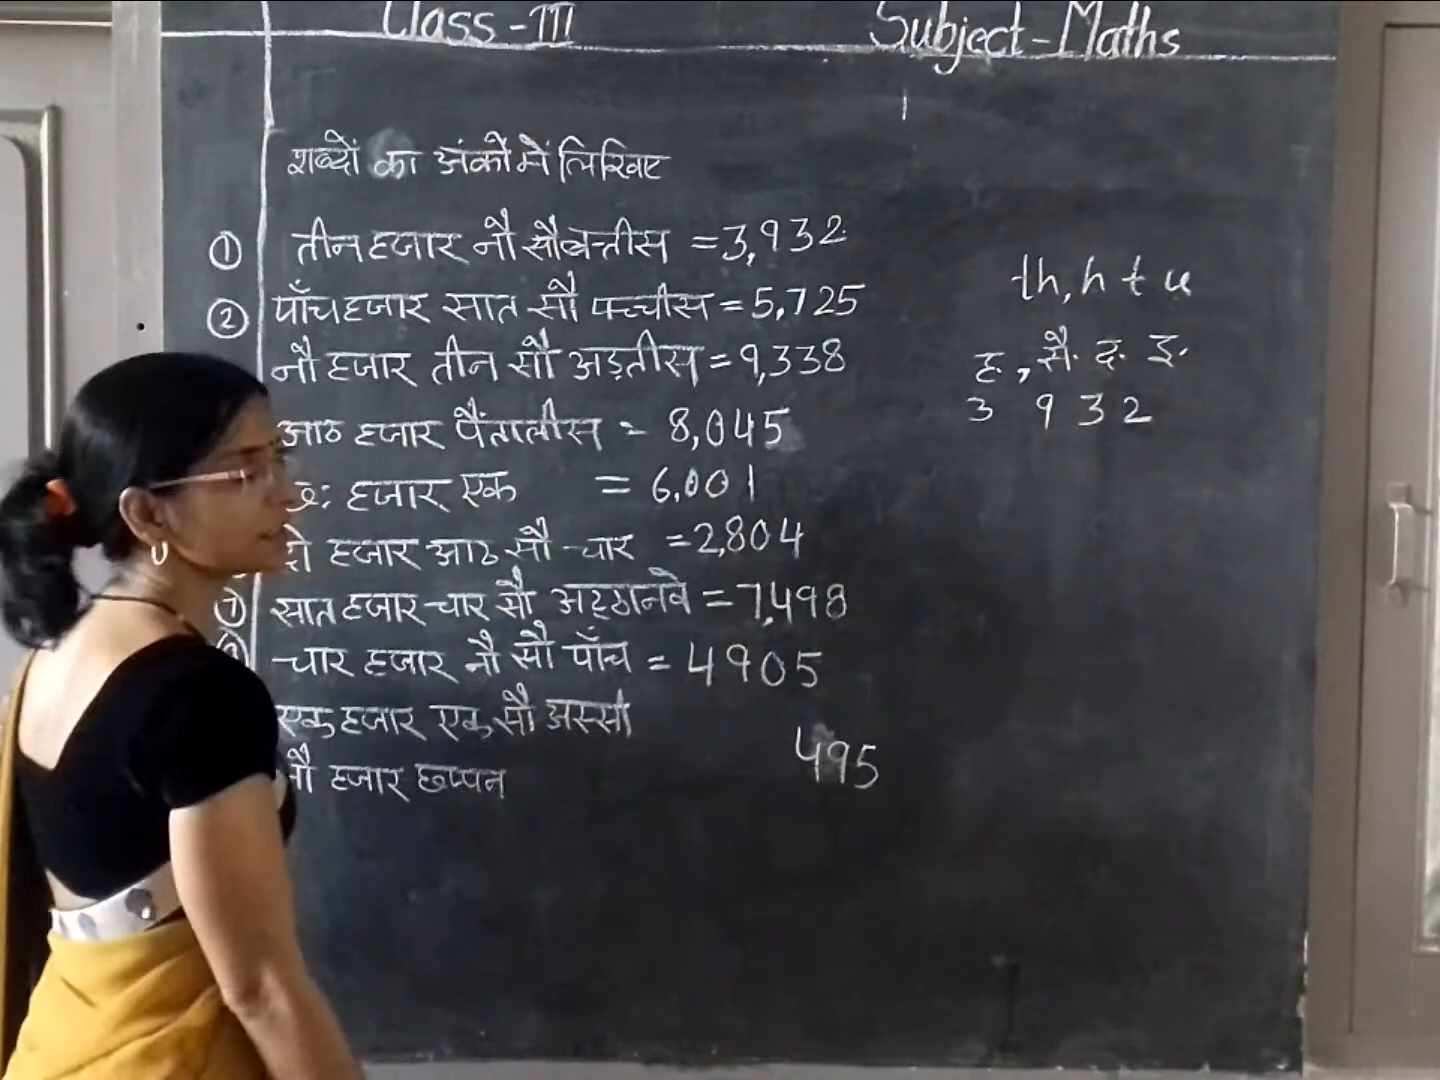 Class - III Subject - Maths
शब्दों का अंकों में लिखिए
① तीन हजार नौ सौ बत्तीस = 3,932
② पाँच हजार सात सौ पच्चीस = 5,725
नौ हजार तीन सौ अड़तीस = 9,338
आठ हजार पैंतालीस = 8,045
छः हजार एक = 6,001
दो हजार आठ सौ चार = 2,804
⑦ सात हजार चार सौ अट्ठानवे = 7,498
चार हजार नौ सौ पाँच = 4905
एक हजार एक सौ अस्सी
नौ हजार छप्पन
th, h t u
ह. , सै. द. इ.
3 9 3 2
495